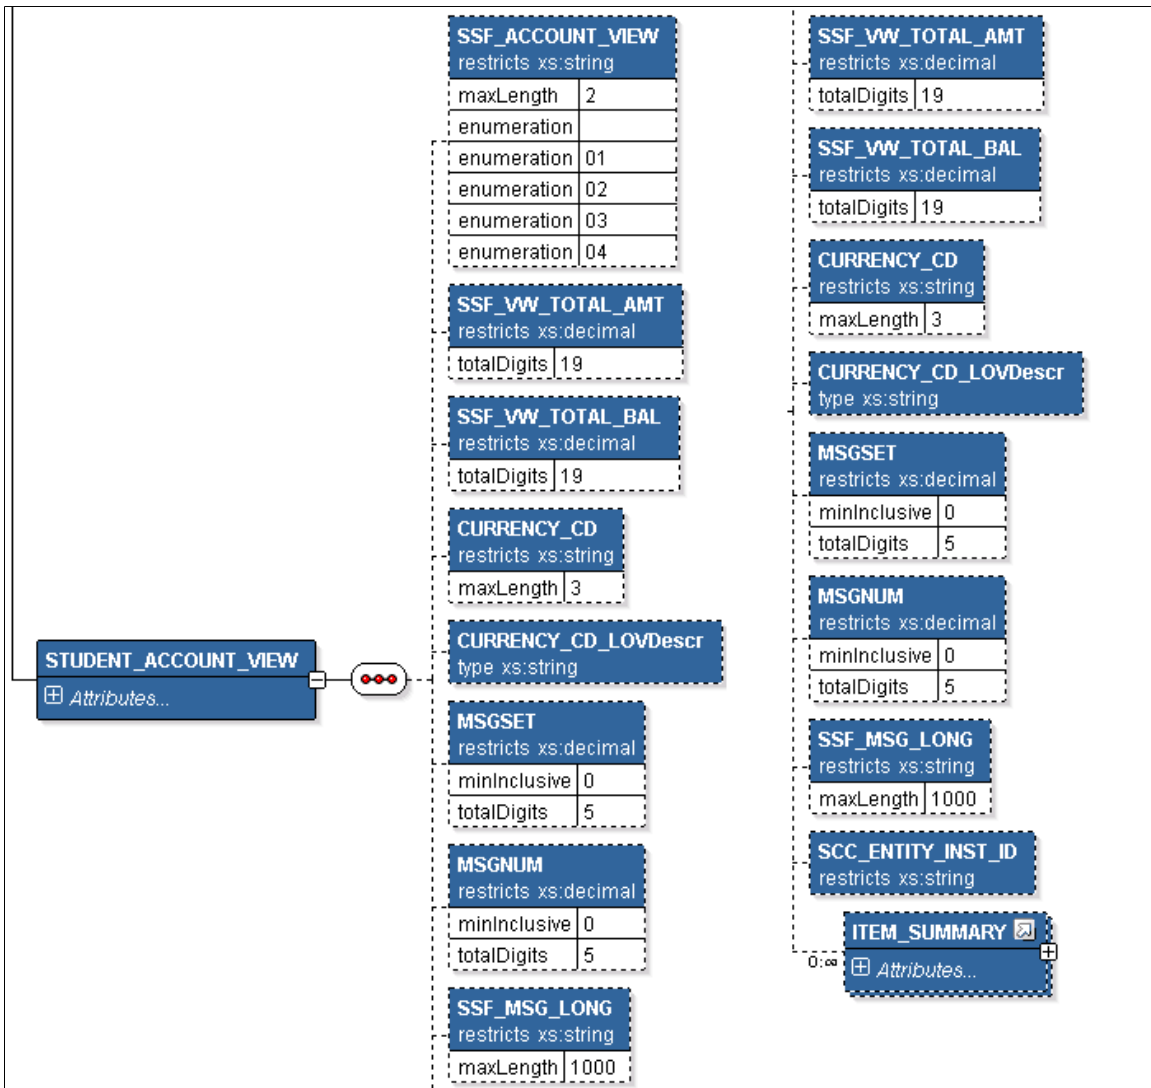 STUDENT_ACCOUNT_VIEW
Attributes...
SSF_ACCOUNT_VIEW
restricts xs:string
maxLength 2
enumeration
enumeration 01
enumeration 02
enumeration 03
enumeration 04
SSF_VW_TOTAL_AMT
restricts xs:decimal
totalDigits 19
SSF_VW_TOTAL_BAL
restricts xs:decimal
totalDigits 19
CURRENCY_CD
restricts xs:string
maxLength 3
CURRENCY_CD_LOVDescr
type xs:string
MSGSET
restricts xs:decimal
minInclusive 0
totalDigits 5
MSGNUM
restricts xs:decimal
minInclusive 0
totalDigits 5
SSF_MSG_LONG
restricts xs:string
maxLength 1000
SSF_VW_TOTAL_AMT
restricts xs:decimal
totalDigits 19
SSF_VW_TOTAL_BAL
restricts xs:decimal
totalDigits 19
CURRENCY_CD
restricts xs:string
maxLength 3
CURRENCY_CD_LOVDescr
type xs:string
MSGSET
restricts xs:decimal
minInclusive 0
totalDigits 5
MSGNUM
restricts xs:decimal
minInclusive 0
totalDigits 5
SSF_MSG_LONG
restricts xs:string
maxLength 1000
SCC_ENTITY_INST_ID
restricts xs:string
ITEM_SUMMARY
0:∞
Attributes...